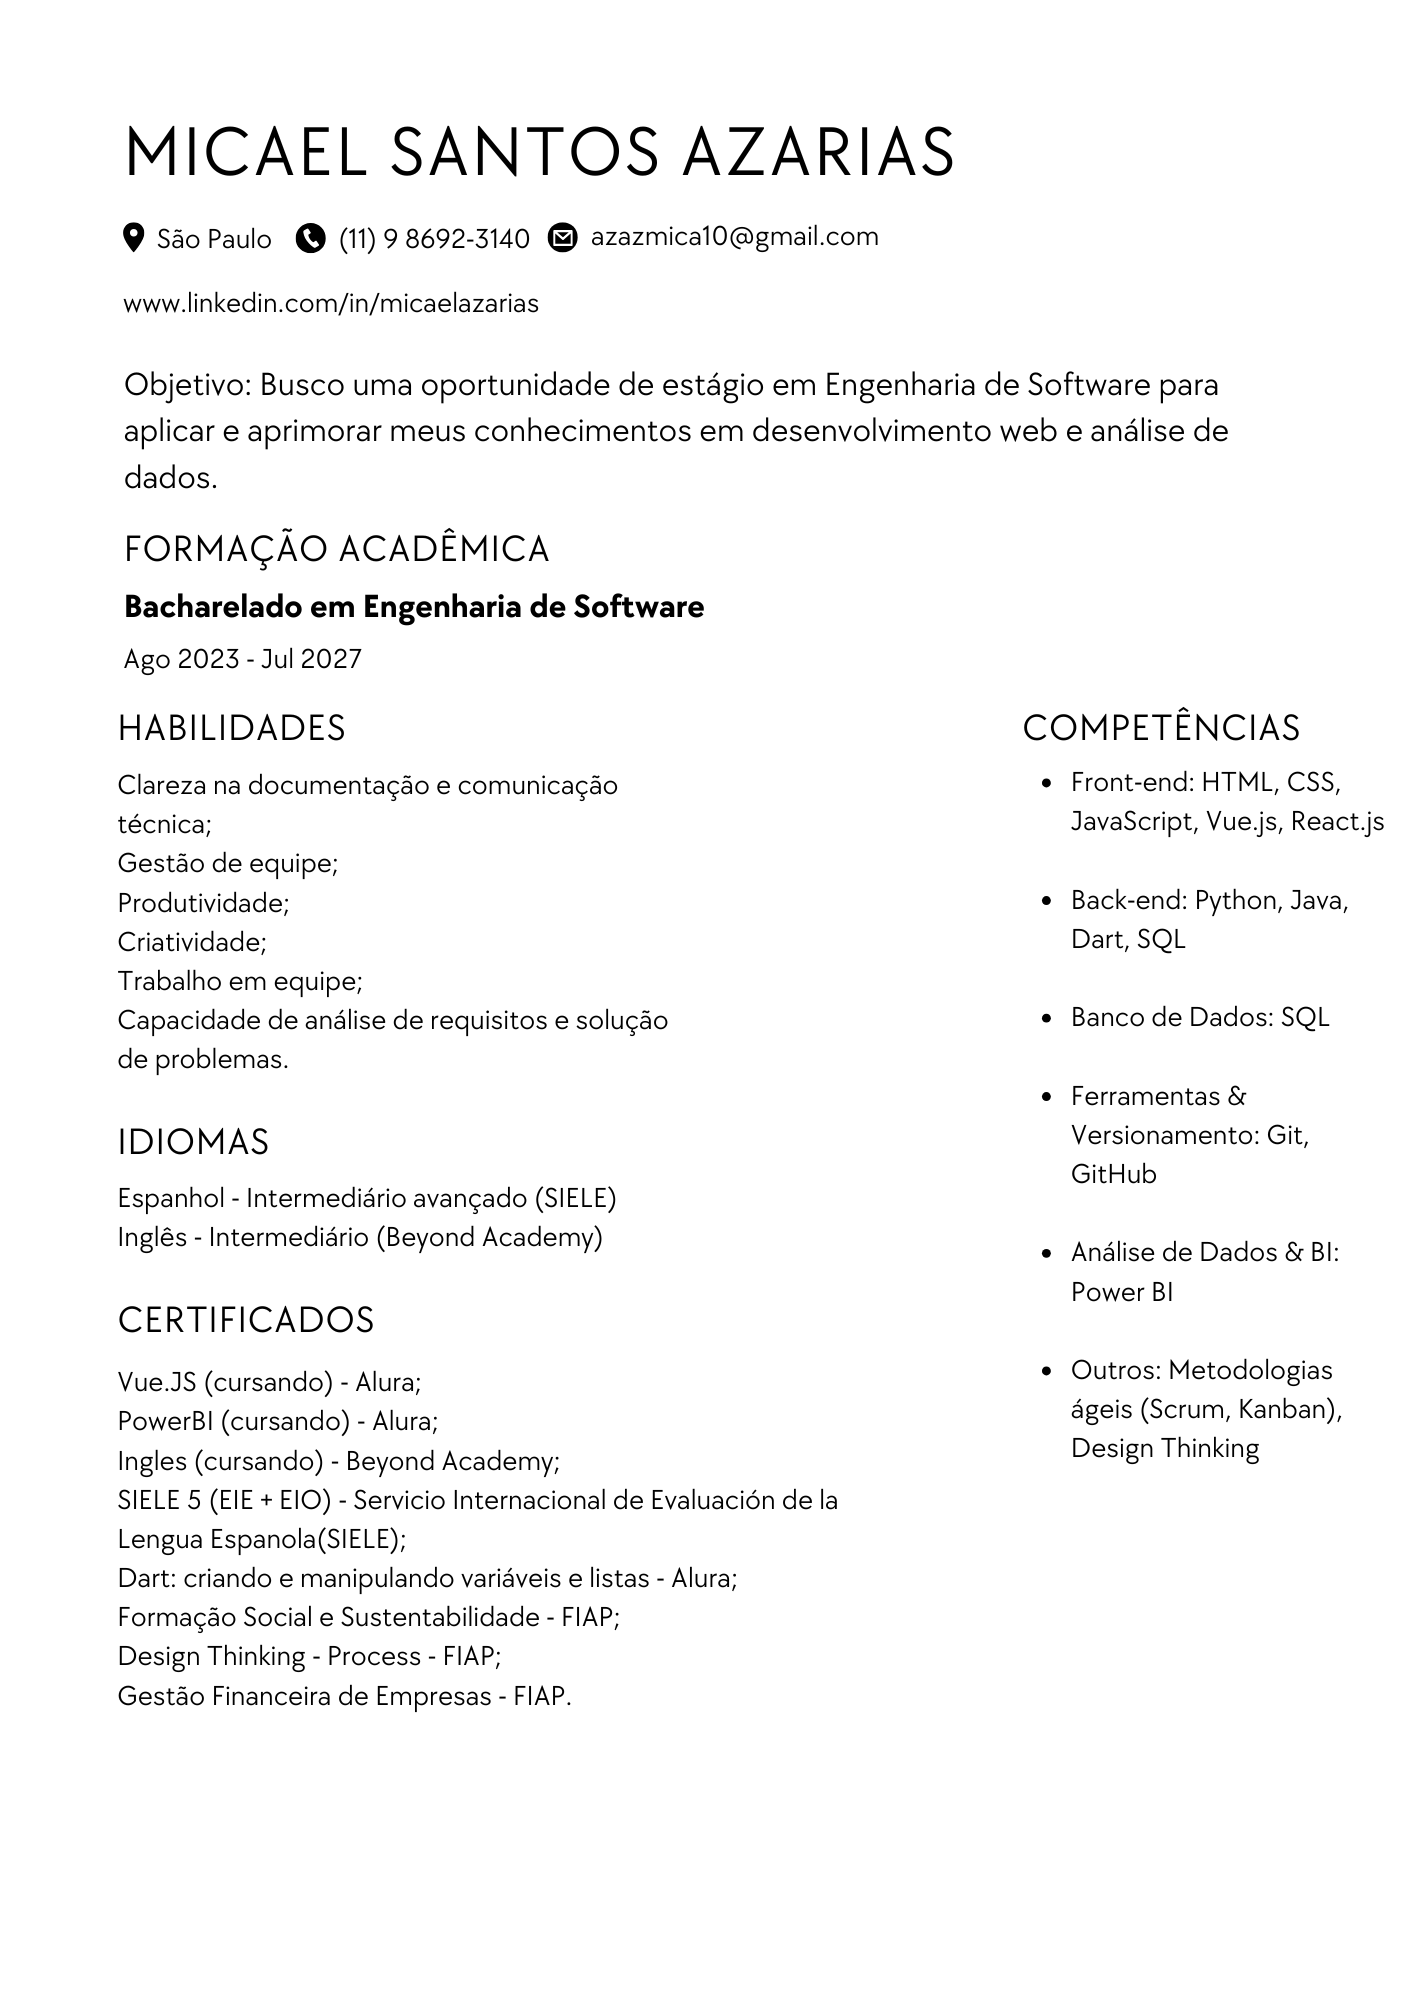 MICAEL SANTOS AZARIAS
São Paulo (11) 9 8692-3140 azazmica10@gmail.com
www.linkedin.com/in/micaelazarias
Objetivo: Busco uma oportunidade de estágio em Engenharia de Software para
aplicar e aprimorar meus conhecimentos em desenvolvimento web e análise de
dados.
FORMAÇÃO ACADÊMICA
Bacharelado em Engenharia de Software
Ago 2023 - Jul 2027
HABILIDADES
Clareza na documentação e comunicação
técnica;
Gestão de equipe;
Produtividade;
Criatividade;
Trabalho em equipe;
Capacidade de análise de requisitos e solução
de problemas.
IDIOMAS
Espanhol - Intermediário avançado (SIELE)
Inglês - Intermediário (Beyond Academy)
CERTIFICADOS
Vue.JS (cursando) - Alura;
PowerBI (cursando) - Alura;
Ingles (cursando) - Beyond Academy;
SIELE 5 (EIE + EIO) - Servicio Internacional de Evaluación de la
Lengua Espanola(SIELE);
Dart: criando e manipulando variáveis e listas - Alura;
Formação Social e Sustentabilidade - FIAP;
Design Thinking - Process - FIAP;
Gestão Financeira de Empresas - FIAP.
COMPETÊNCIAS
• Front-end: HTML, CSS,
JavaScript, Vue.js, React.js
• Back-end: Python, Java,
Dart, SQL
• Banco de Dados: SQL
• Ferramentas &
Versionamento: Git,
GitHub
• Análise de Dados & BI:
Power BI
• Outros: Metodologias
ágeis (Scrum, Kanban),
Design Thinking